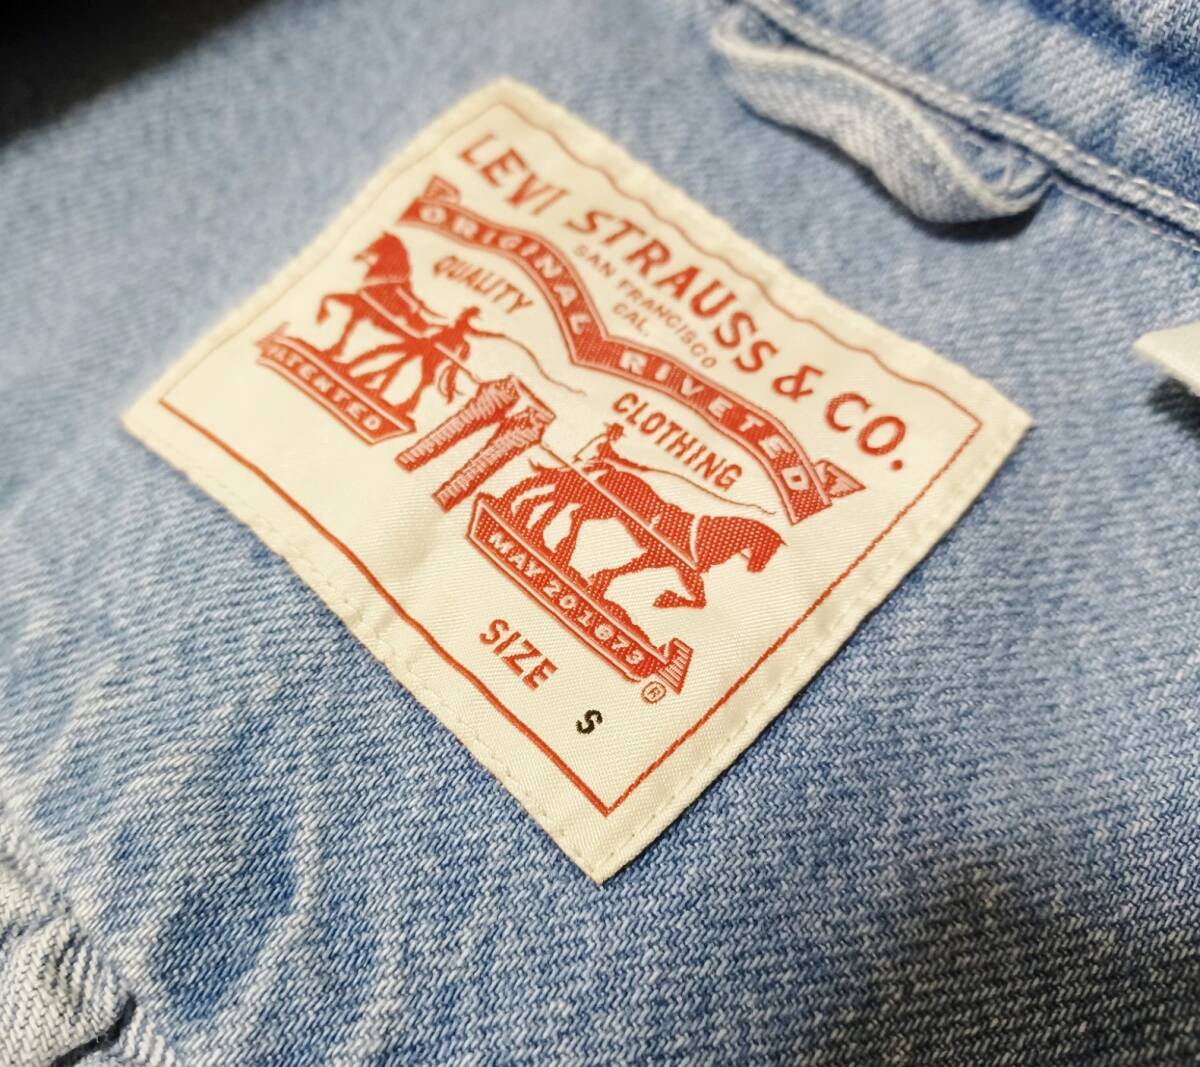 LEVI STRAUSS & CO.
ORIGINAL RIVETED
SAN FRANCISCO
CAL.
QUALITY
CLOTHING
PATENTED
MAY 20 1873
®
SIZE
S